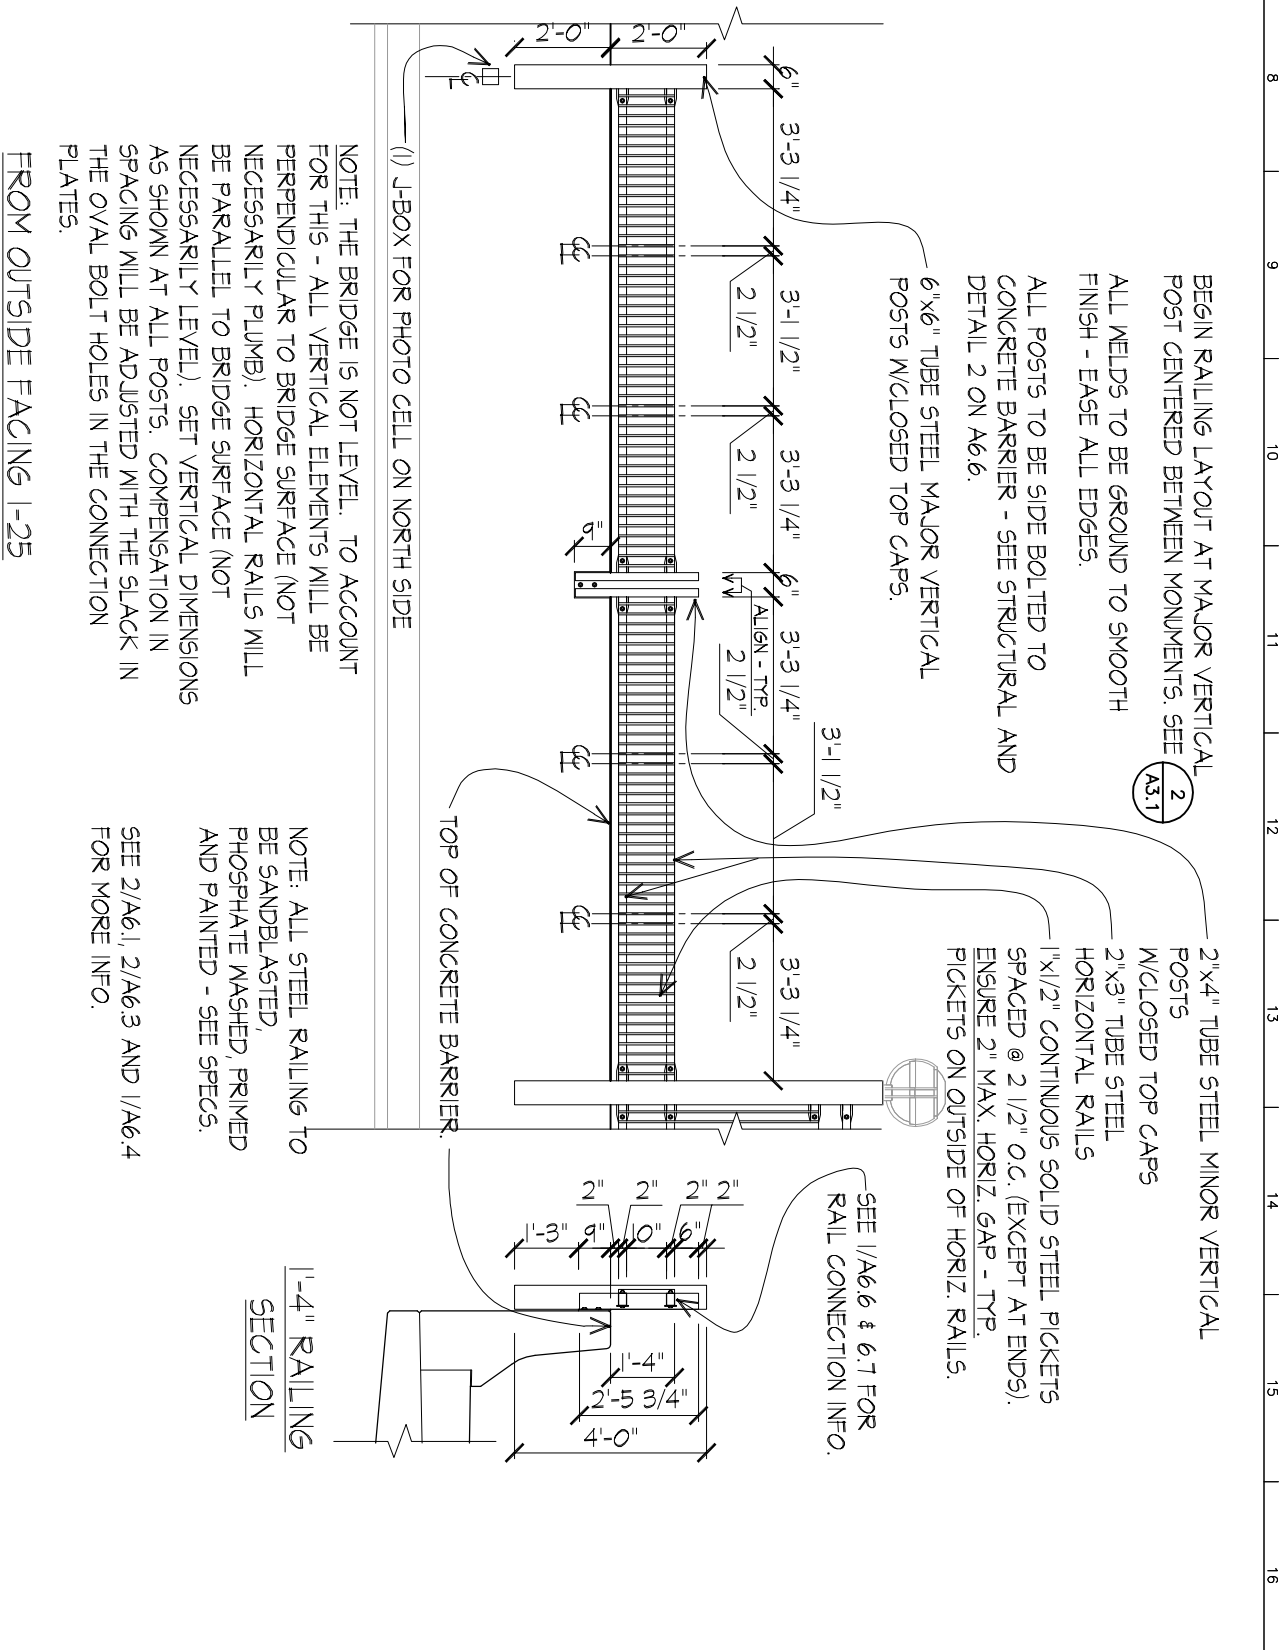 8
9
10
11
12
13
14
15
16
BEGIN RAILING LAYOUT AT MAJOR VERTICAL
POST CENTERED BETWEEN MONUMENTS. SEE
2
A3.1
ALL WELDS TO BE GROUND TO SMOOTH
FINISH - EASE ALL EDGES.
ALL POSTS TO BE SIDE BOLTED TO
CONCRETE BARRIER - SEE STRUCTURAL AND
DETAIL 2 ON A6.6.
6"x6" TUBE STEEL MAJOR VERTICAL
POSTS W/CLOSED TOP CAPS.
2"x4" TUBE STEEL MINOR VERTICAL
POSTS
W/CLOSED TOP CAPS
2"x3" TUBE STEEL
HORIZONTAL RAILS
1"x1/2" CONTINUOUS SOLID STEEL PICKETS
SPACED @ 2 1/2" O.C. (EXCEPT AT ENDS).
ENSURE 2" MAX. HORIZ. GAP - TYP.
PICKETS ON OUTSIDE OF HORIZ. RAILS.
SEE 1/A6.6 & 6.7 FOR
RAIL CONNECTION INFO.
3'-1 1/2"
6"
3'-3 1/4"
3'-1 1/2"
3'-3 1/4"
6"
3'-3 1/4"
3'-3 1/4"
2 1/2"
2 1/2"
ALIGN - TYP.
2 1/2"
2 1/2"
2'-0"
2'-0"
9"
CL
CL
CL
CL
CL
2"
2"
2"
2"
1'-3"
9"
10"
6"
1'-4"
2'-5 3/4"
4'-0"
(1) J-BOX FOR PHOTO CELL ON NORTH SIDE
TOP OF CONCRETE BARRIER.
NOTE: THE BRIDGE IS NOT LEVEL. TO ACCOUNT
FOR THIS - ALL VERTICAL ELEMENTS WILL BE
PERPENDICULAR TO BRIDGE SURFACE (NOT
NECESSARILY PLUMB). HORIZONTAL RAILS WILL
BE PARALLEL TO BRIDGE SURFACE (NOT
NECESSARILY LEVEL). SET VERTICAL DIMENSIONS
AS SHOWN AT ALL POSTS. COMPENSATION IN
SPACING WILL BE ADJUSTED WITH THE SLACK IN
THE OVAL BOLT HOLES IN THE CONNECTION
PLATES.
NOTE: ALL STEEL RAILING TO
BE SANDBLASTED,
PHOSPHATE WASHED, PRIMED
AND PAINTED - SEE SPECS.
SEE 2/A6.1, 2/A6.3 AND 1/A6.4
FOR MORE INFO.
1'-4" RAILING
SECTION
FROM OUTSIDE FACING I-25